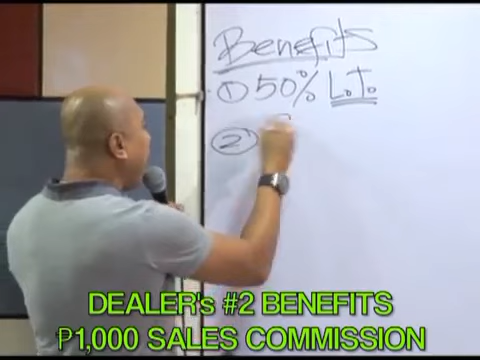 Benefits
① 50% L.T.
②
DEALER's #2 BENEFITS
₱1,000 SALES COMMISSION